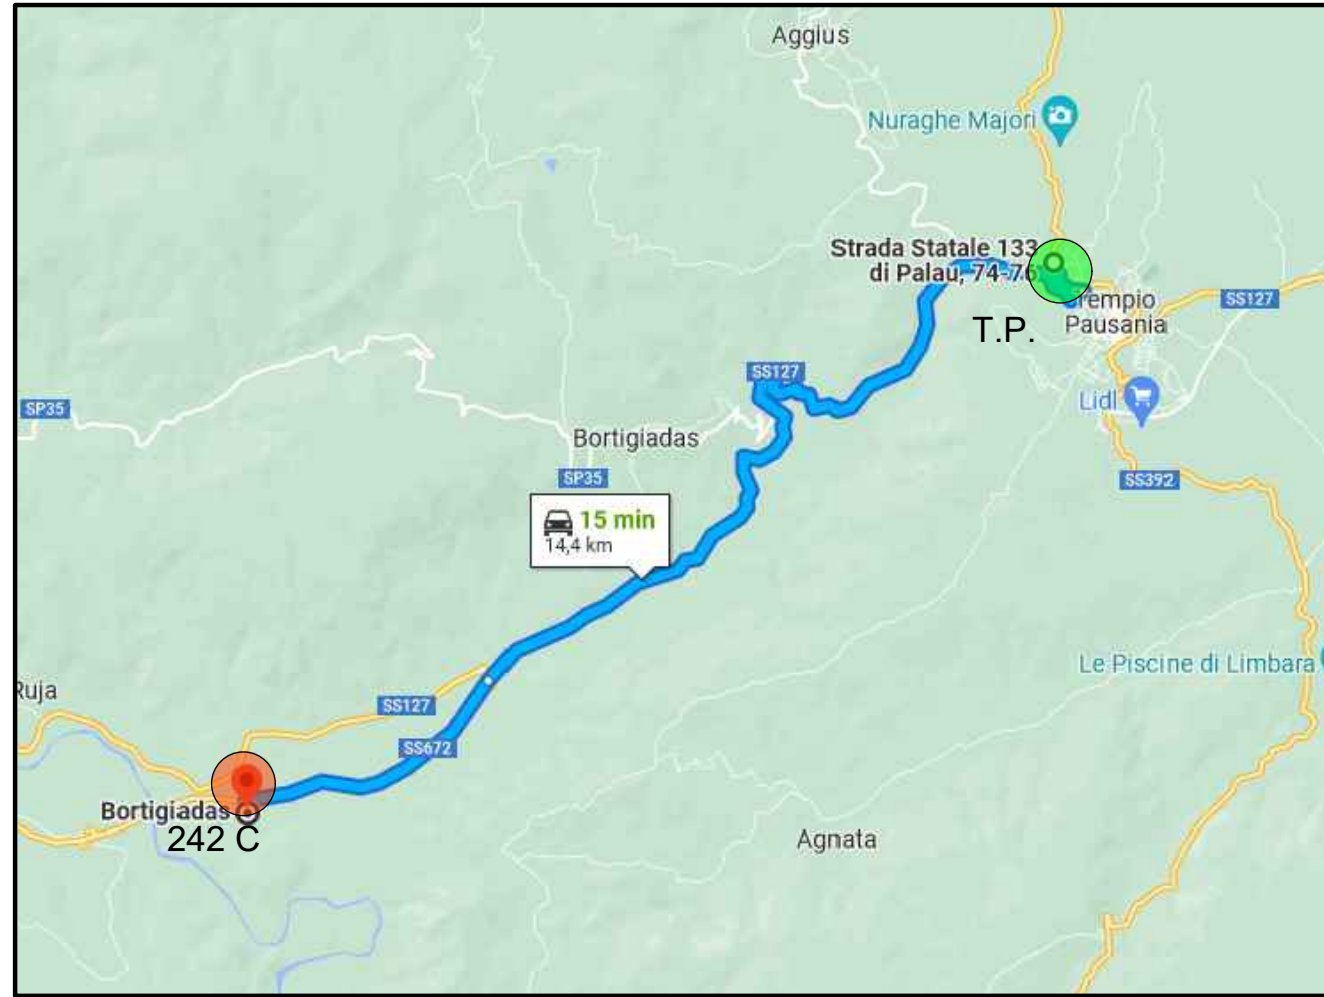 Aggius
Nuraghe Majori
Strada Statale 133
di Palau, 74-76
Tempio
Pausania
SS127
T.P.
SS127
Lidl
SP35
Bortigiadas
SP35
SS392
15 min
14,4 km
Le Piscine di Limbara
Ruja
SS127
SS672
Bortigiadas
242 C
Agnata